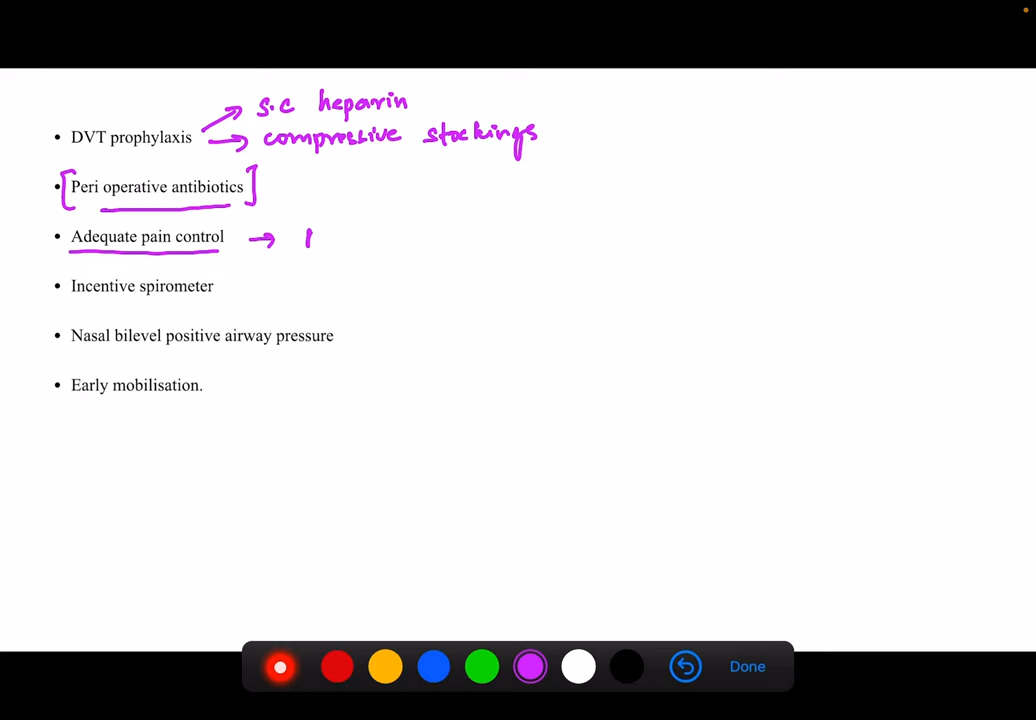 s.c heparin
• DVT prophylaxis → compressive stockings
• [Peri operative antibiotics]
• Adequate pain control →
• Incentive spirometer
• Nasal bilevel positive airway pressure
• Early mobilisation.
Done